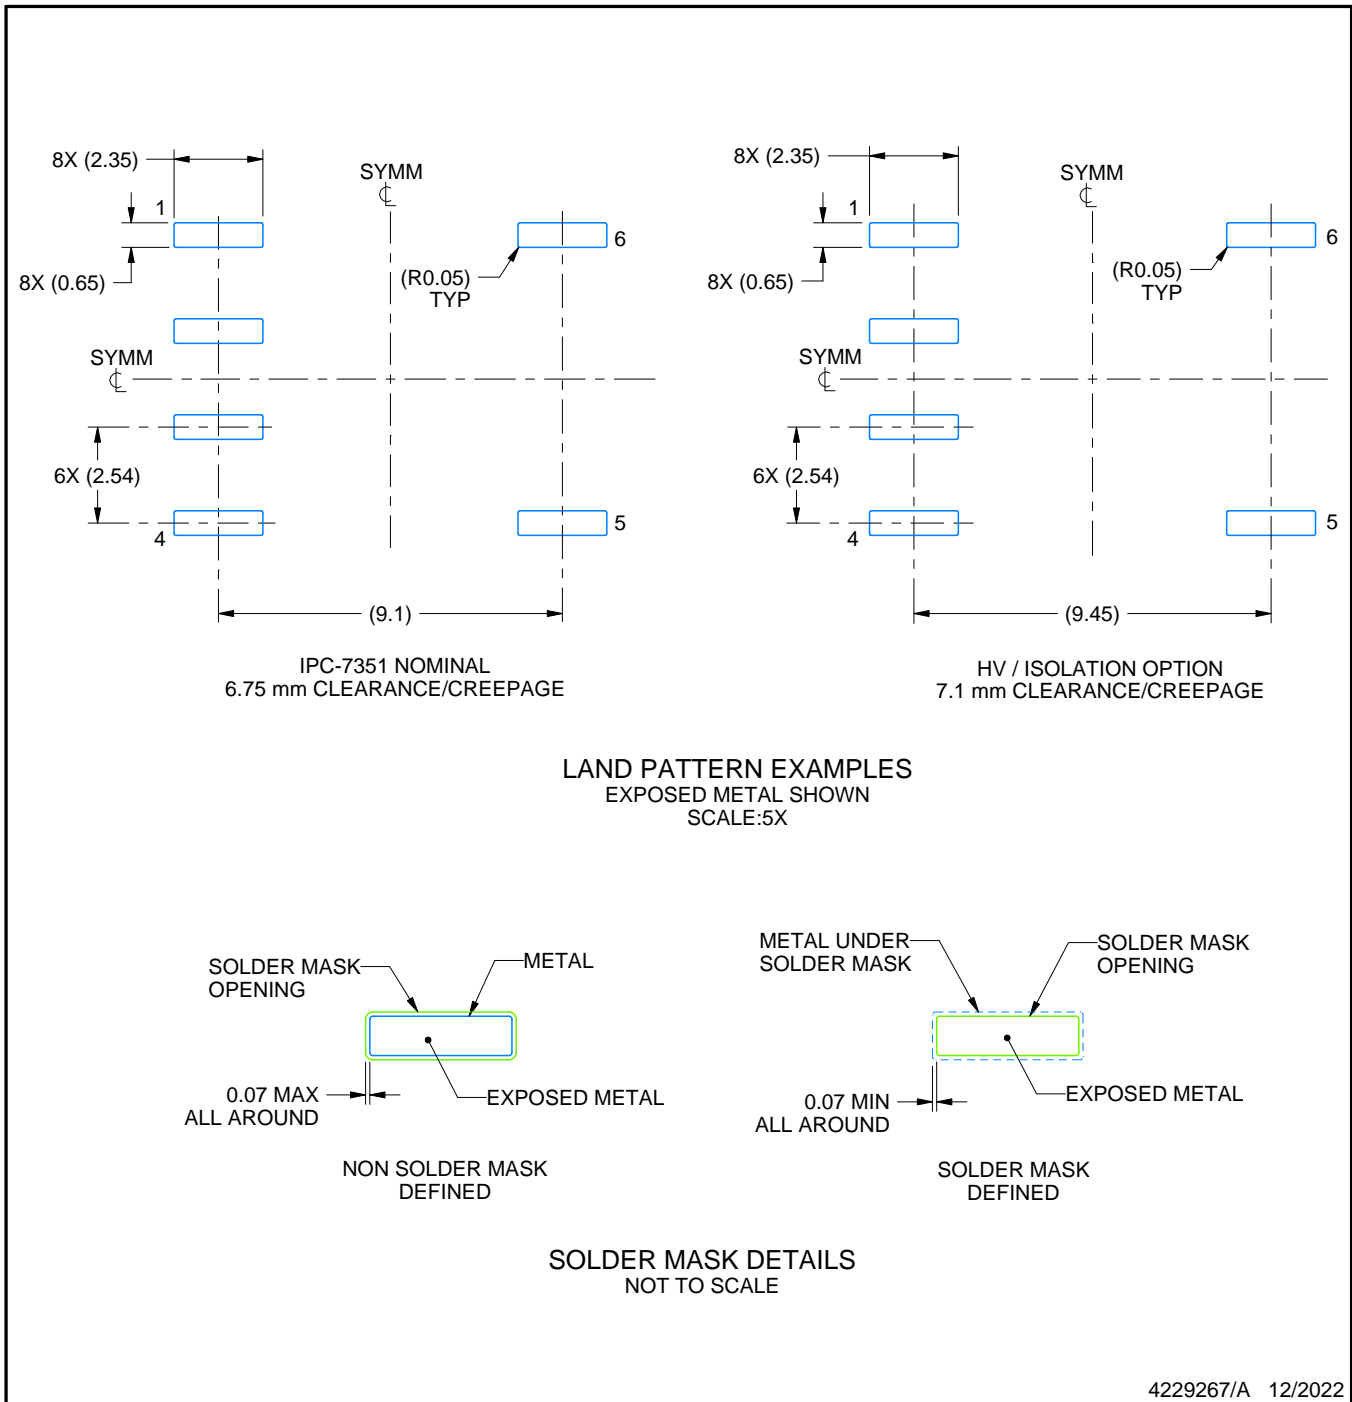 8X (2.35)
SYMM
℄
1
6
8X (0.65)
(R0.05)
TYP
SYMM
℄
6X (2.54)
4
5
(9.1)
IPC-7351 NOMINAL
6.75 mm CLEARANCE/CREEPAGE
8X (2.35)
SYMM
℄
1
6
8X (0.65)
(R0.05)
TYP
SYMM
℄
6X (2.54)
4
5
(9.45)
HV / ISOLATION OPTION
7.1 mm CLEARANCE/CREEPAGE
LAND PATTERN EXAMPLES
EXPOSED METAL SHOWN
SCALE:5X
SOLDER MASK
OPENING
METAL
0.07 MAX
ALL AROUND
EXPOSED METAL
NON SOLDER MASK
DEFINED
METAL UNDER
SOLDER MASK
SOLDER MASK
OPENING
0.07 MIN
ALL AROUND
EXPOSED METAL
SOLDER MASK
DEFINED
SOLDER MASK DETAILS
NOT TO SCALE
4229267/A 12/2022